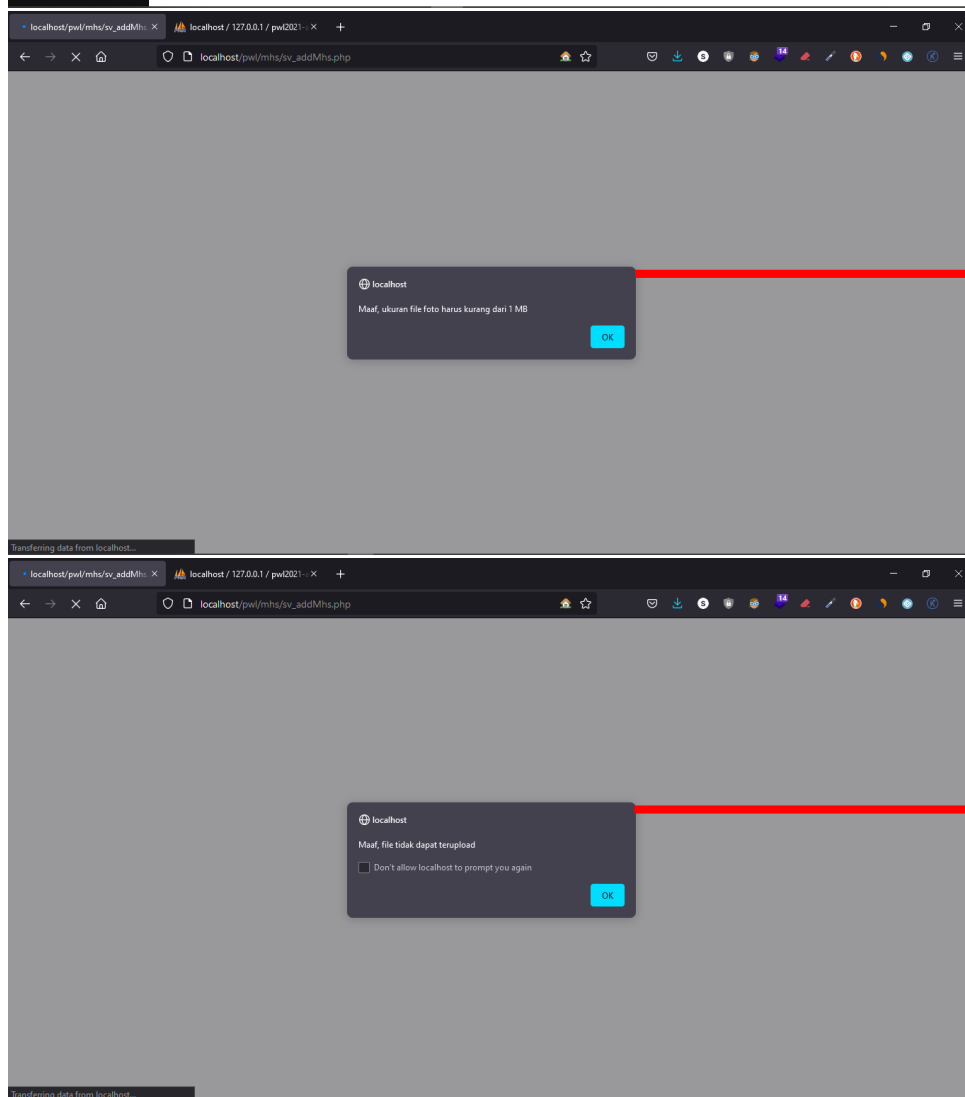 localhost/pwl/mhs/sv_addMhs
localhost / 127.0.0.1 / pwl2021-a
localhost/pwl/mhs/sv_addMhs.php
14
localhost
Maaf, ukuran file foto harus kurang dari 1 MB
OK
Transferring data from localhost...
localhost/pwl/mhs/sv_addMhs
localhost / 127.0.0.1 / pwl2021-a
localhost/pwl/mhs/sv_addMhs.php
14
localhost
Maaf, file tidak dapat terupload
Don't allow localhost to prompt you again
OK
Transferring data from localhost...